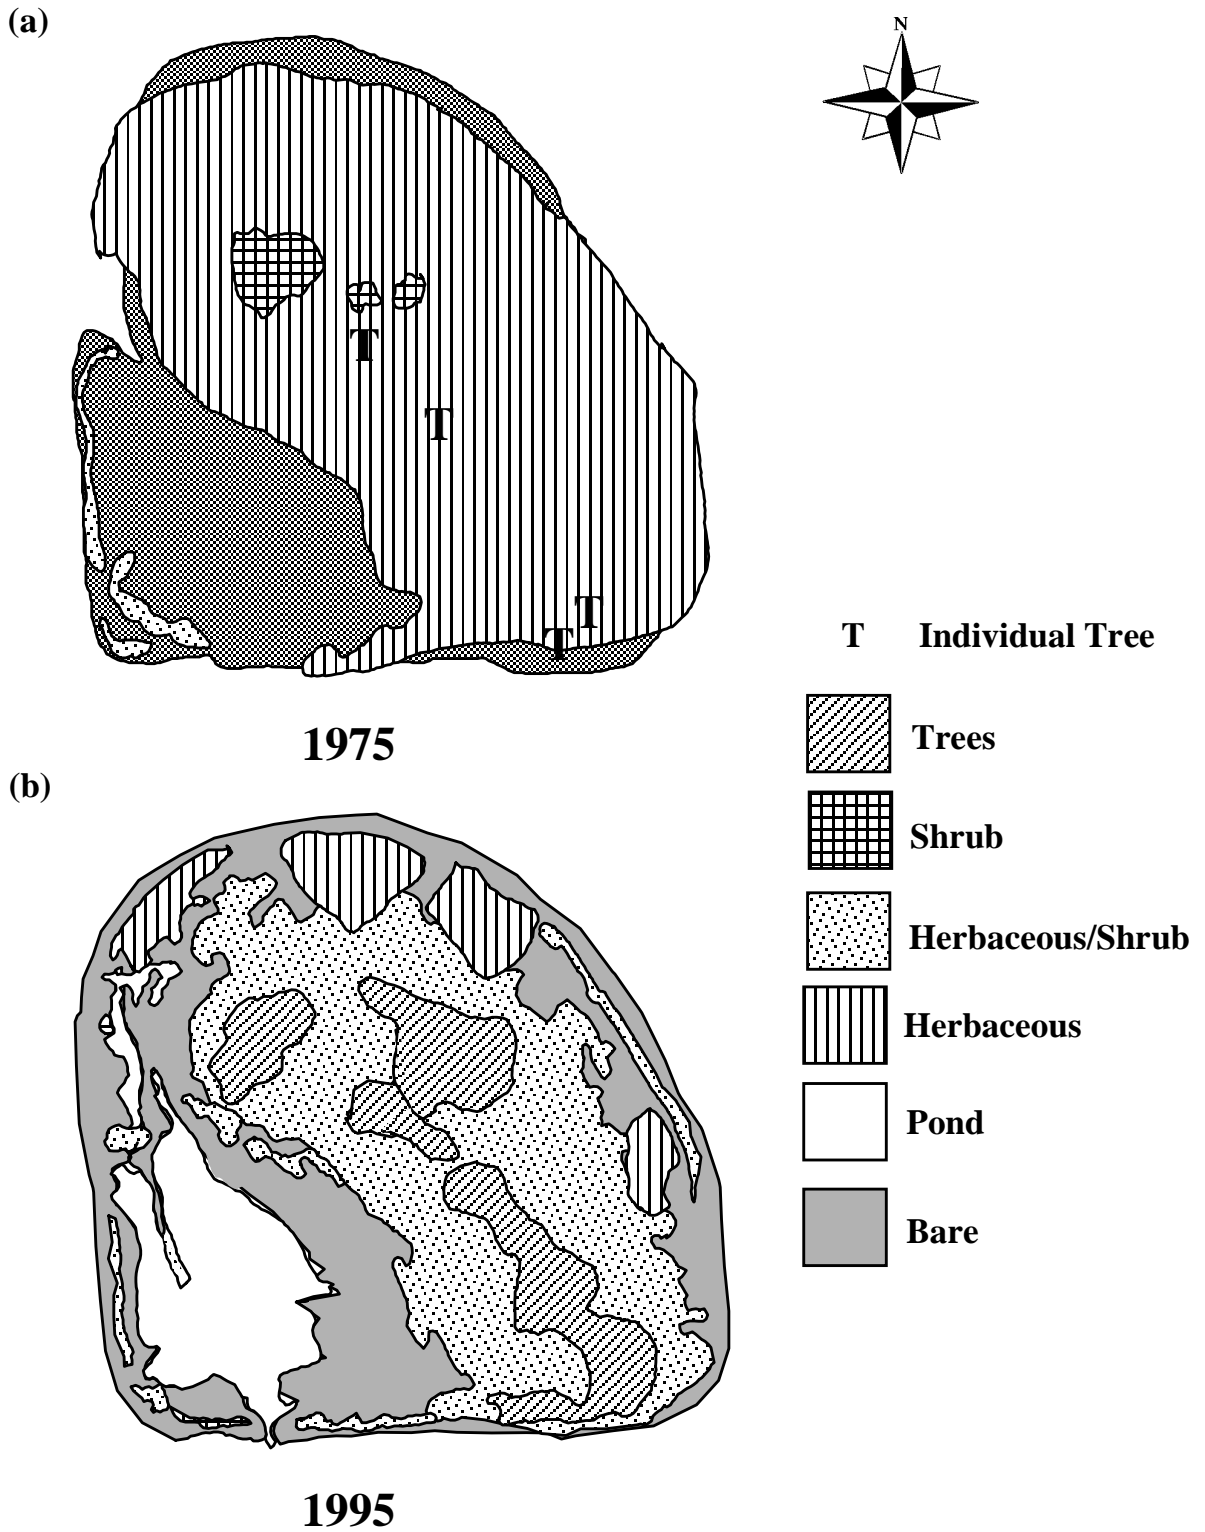 (a)
N
T
T
T
T
1975
T Individual Tree
Trees
Shrub
Herbaceous/Shrub
Herbaceous
Pond
Bare
(b)
1995